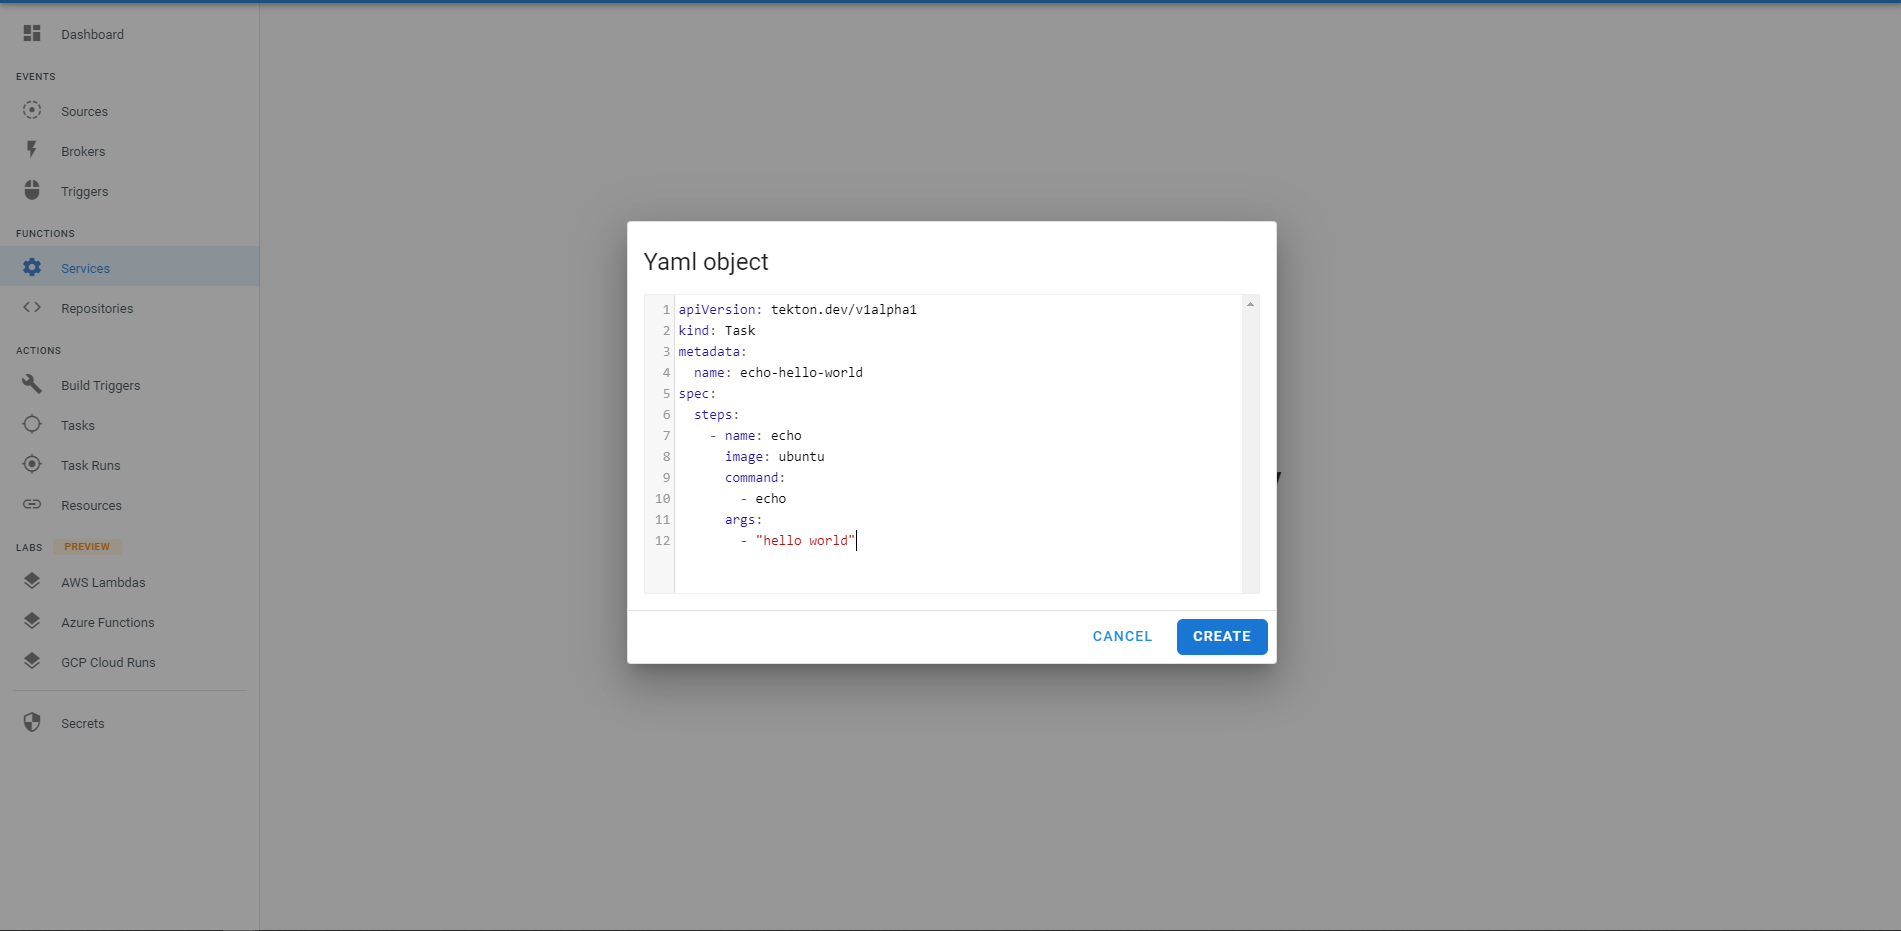 Dashboard
EVENTS
Sources
Brokers
Triggers
FUNCTIONS
Services
Repositories
ACTIONS
Build Triggers
Tasks
Task Runs
Resources
LABS PREVIEW
AWS Lambdas
Azure Functions
GCP Cloud Runs
Secrets
Yaml object
1 apiVersion: tekton.dev/v1alpha1
2 kind: Task
3 metadata:
4   name: echo-hello-world
5 spec:
6   steps:
7     - name: echo
8       image: ubuntu
9       command:
10         - echo
11       args:
12         - "hello world"
CANCEL CREATE